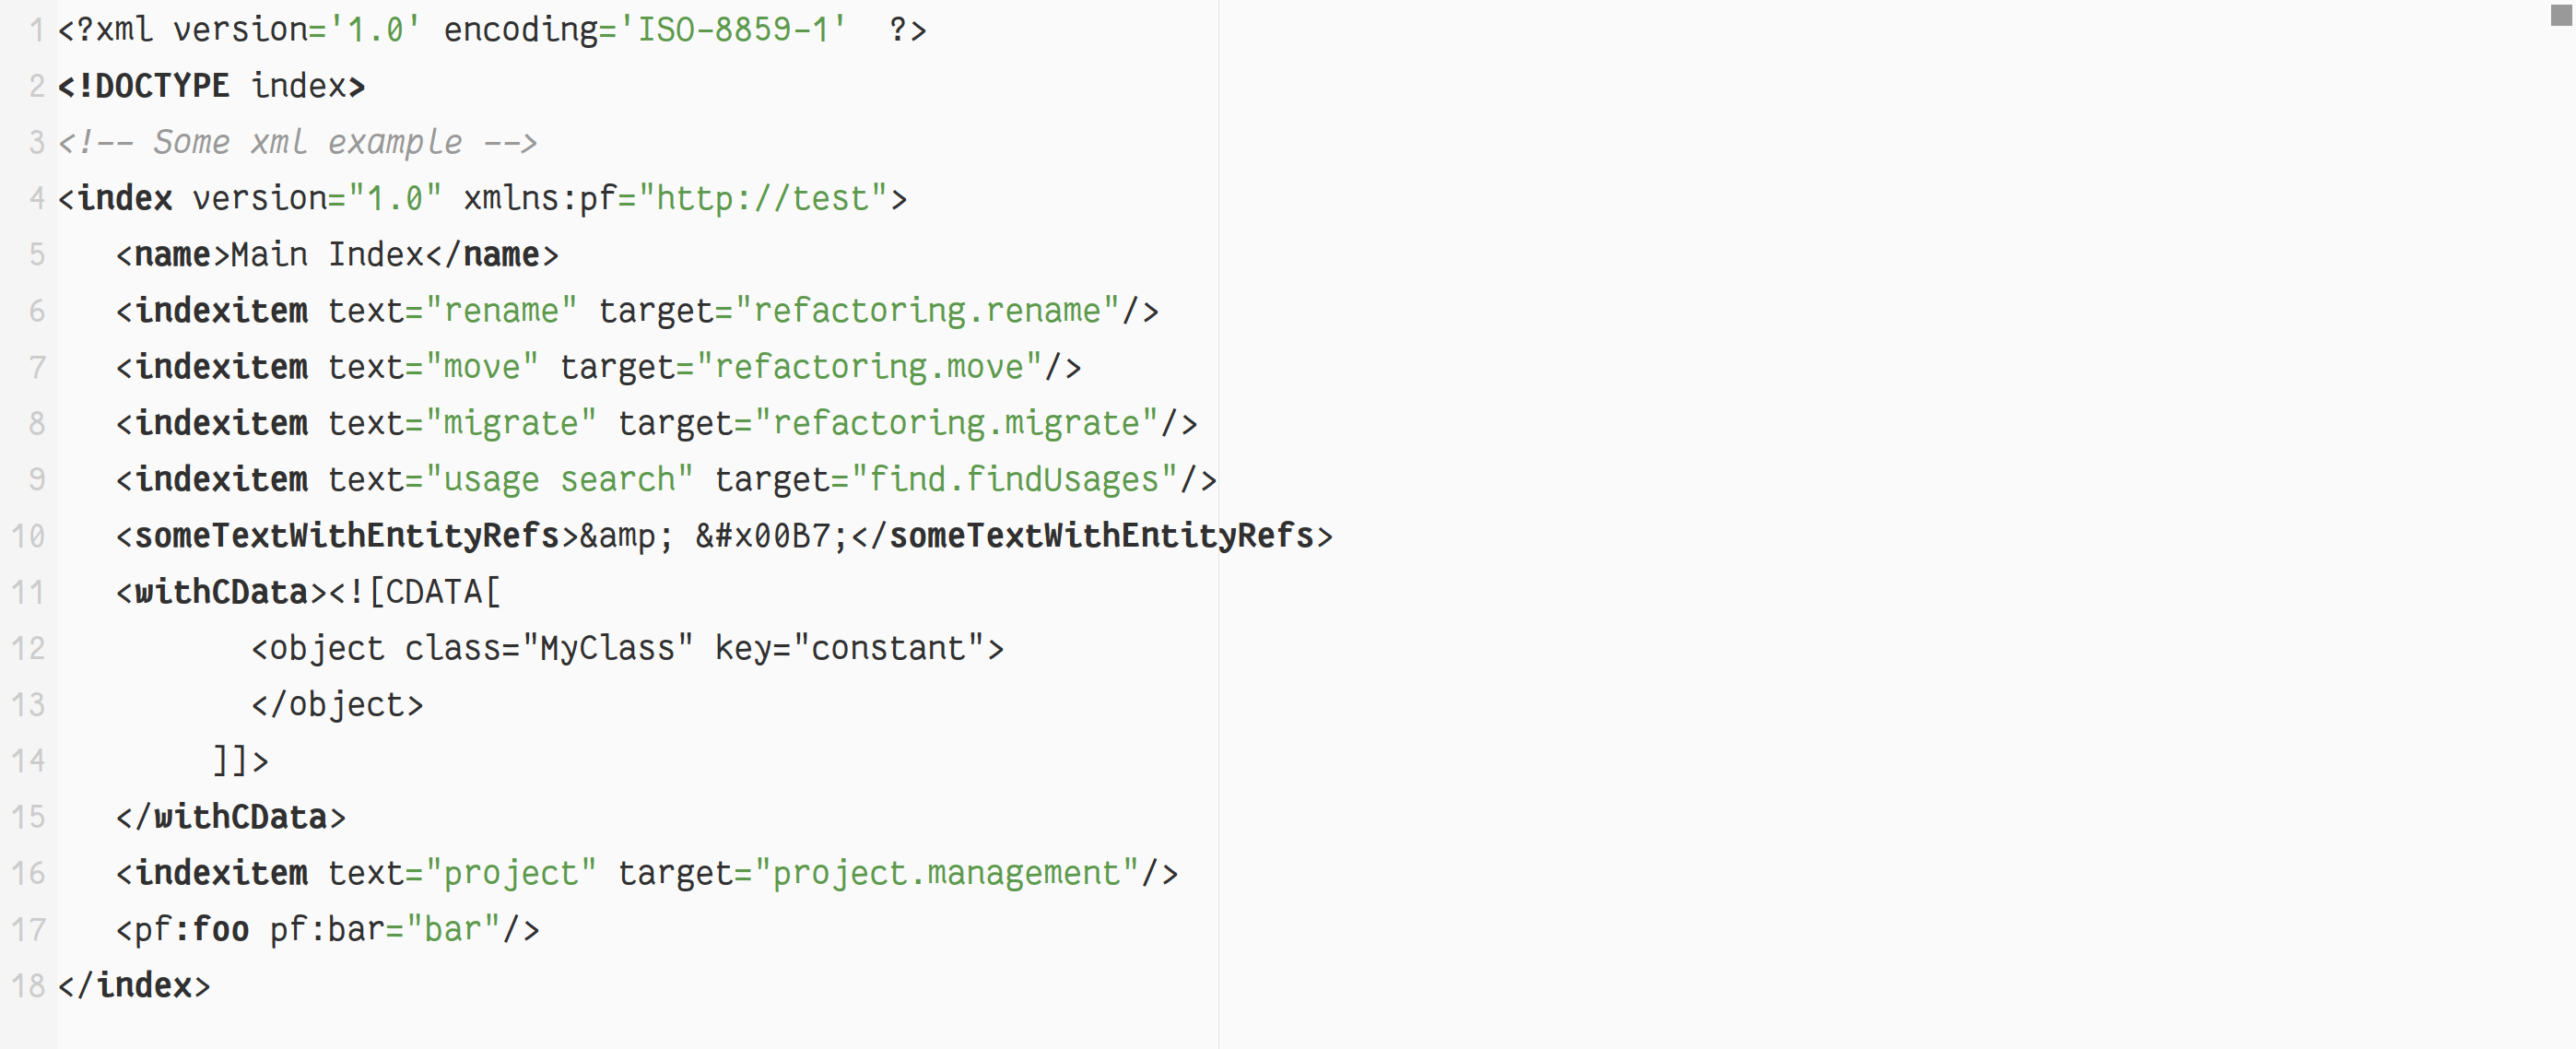 1 <?xml version='1.0' encoding='ISO-8859-1'  ?>
2 <!DOCTYPE index>
3 <!-- Some xml example -->
4 <index version="1.0" xmlns:pf="http://test">
5    <name>Main Index</name>
6    <indexitem text="rename" target="refactoring.rename"/>
7    <indexitem text="move" target="refactoring.move"/>
8    <indexitem text="migrate" target="refactoring.migrate"/>
9    <indexitem text="usage search" target="find.findUsages"/>
10    <someTextWithEntityRefs>&amp; &#x00B7;</someTextWithEntityRefs>
11    <withCData><![CDATA[
12           <object class="MyClass" key="constant">
13           </object>
14         ]]>
15    </withCData>
16    <indexitem text="project" target="project.management"/>
17    <pf:foo pf:bar="bar"/>
18 </index>